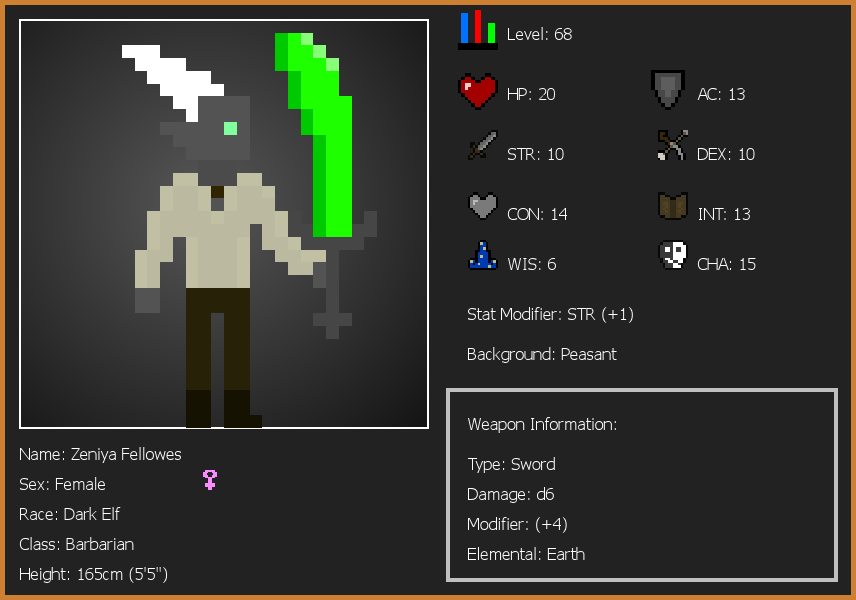 Level: 68
HP: 20
AC: 13
STR: 10
DEX: 10
CON: 14
INT: 13
WIS: 6
CHA: 15
Stat Modifier: STR (+1)
Background: Peasant
Weapon Information:
Type: Sword
Damage: d6
Modifier: (+4)
Elemental: Earth
Name: Zeniya Fellowes
Sex: Female
Race: Dark Elf
Class: Barbarian
Height: 165cm (5'5")